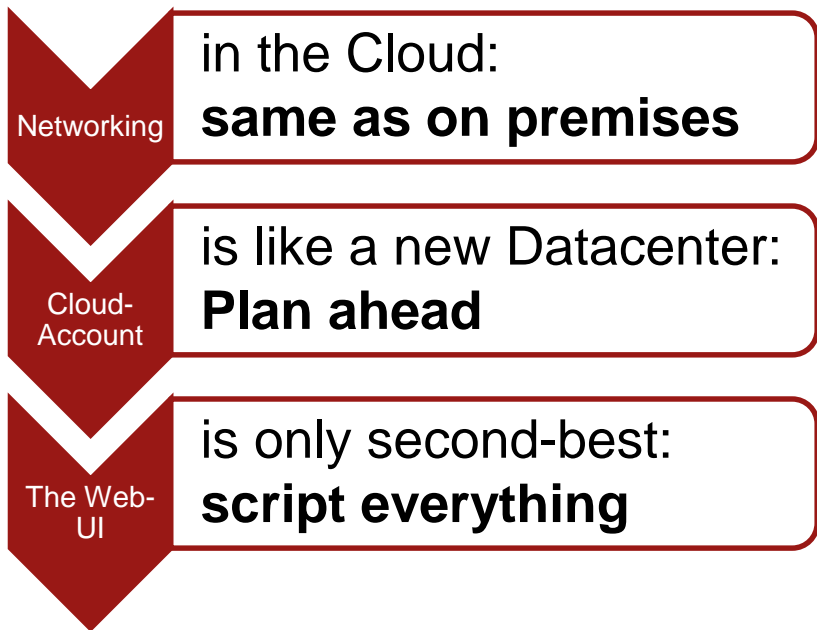 Networking
in the Cloud:
same as on premises
Cloud-
Account
is like a new Datacenter:
Plan ahead
The Web-
UI
is only second-best:
script everything